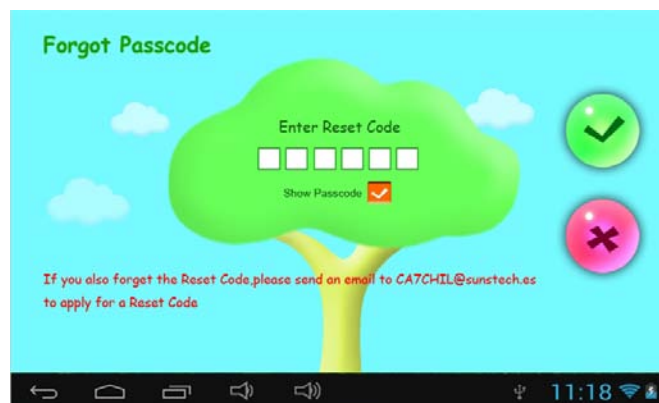 Forgot Passcode
Enter Reset Code
Show Passcode
If you also forget the Reset Code,please send an email to CA7CHIL@sunstech.es
to apply for a Reset Code
11:18